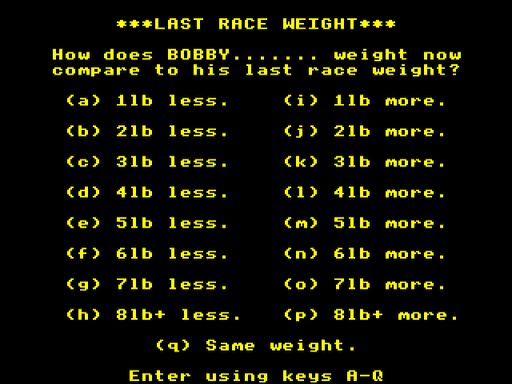 ***LAST RACE WEIGHT***
How does BOBBY....... weight now
compare to his last race weight?
(a) 1lb less. (i) 1lb more.
(b) 2lb less. (j) 2lb more.
(c) 3lb less. (k) 3lb more.
(d) 4lb less. (l) 4lb more.
(e) 5lb less. (m) 5lb more.
(f) 6lb less. (n) 6lb more.
(g) 7lb less. (o) 7lb more.
(h) 8lb+ less. (p) 8lb+ more.
(q) Same weight.
Enter using keys A-Q